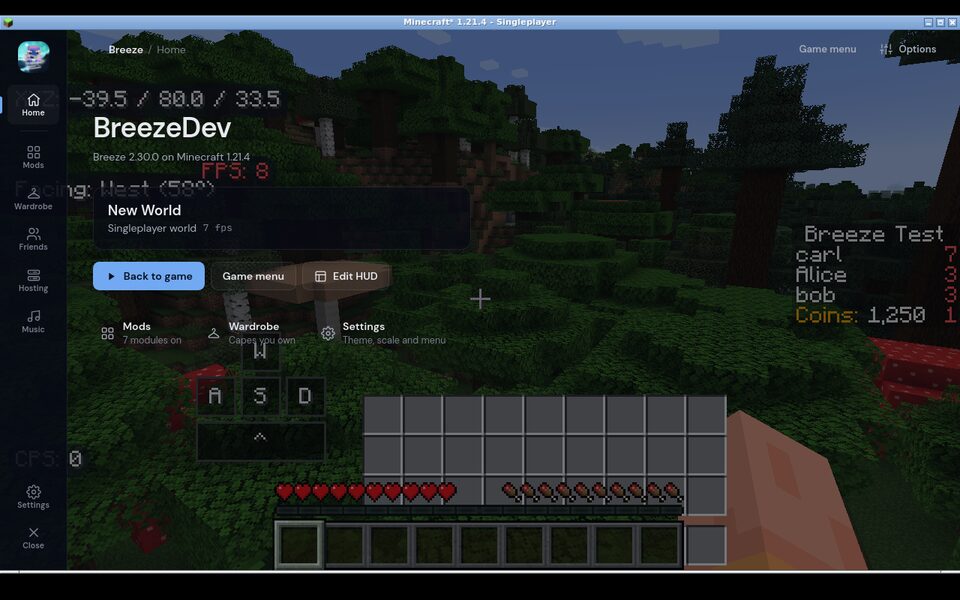 Minecraft* 1.21.4 - Singleplayer
Breeze / Home
Game menu
Options
-39.5 / 80.0 / 33.5
Home
BreezeDev
Breeze 2.30.0 on Minecraft 1.21.4
FPS: 8
Mods
Facing: West (589)
Wardrobe
New World
Singleplayer world 7 fps
Friends
Breeze Test
carl 7
Alice 3
bob 3
Coins: 1,250 1
Hosting
Back to game
Game menu
Edit HUD
Music
Mods
7 modules on
Wardrobe
Capes you own
Settings
Theme, scale and menu
W
A S D
^
CPS: 0
Settings
Close